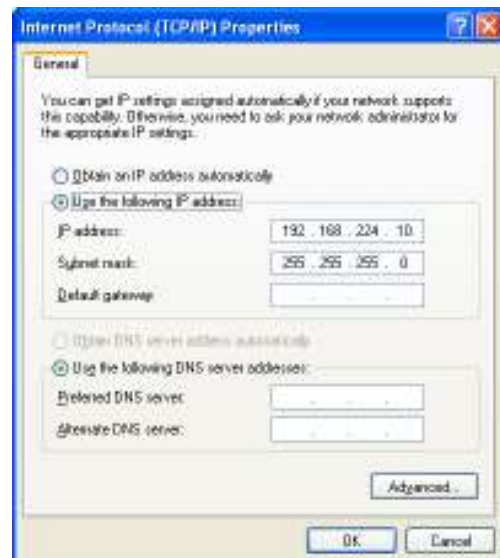 Internet Protocol (TCP/IP) Properties
General
You can get IP settings assigned automatically if your network supports
this capability. Otherwise, you need to ask your network administrator for
the appropriate IP settings.
Obtain an IP address automatically
Use the following IP address:
IP address: 192 . 168 . 224 . 10
Subnet mask: 255 . 255 . 255 . 0
Default gateway:
Obtain DNS server address automatically
Use the following DNS server addresses:
Preferred DNS server:
Alternate DNS server:
Advanced...
OK Cancel